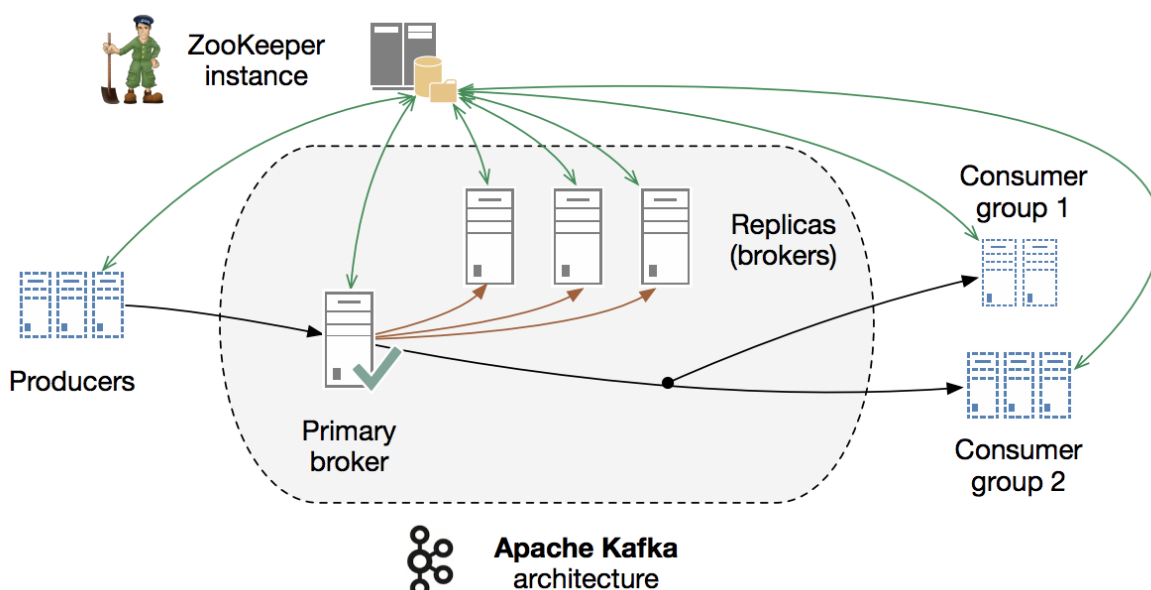 ZooKeeper
instance
Consumer
group 1
Replicas
(brokers)
Producers
Primary
broker
Consumer
group 2
Apache Kafka
architecture